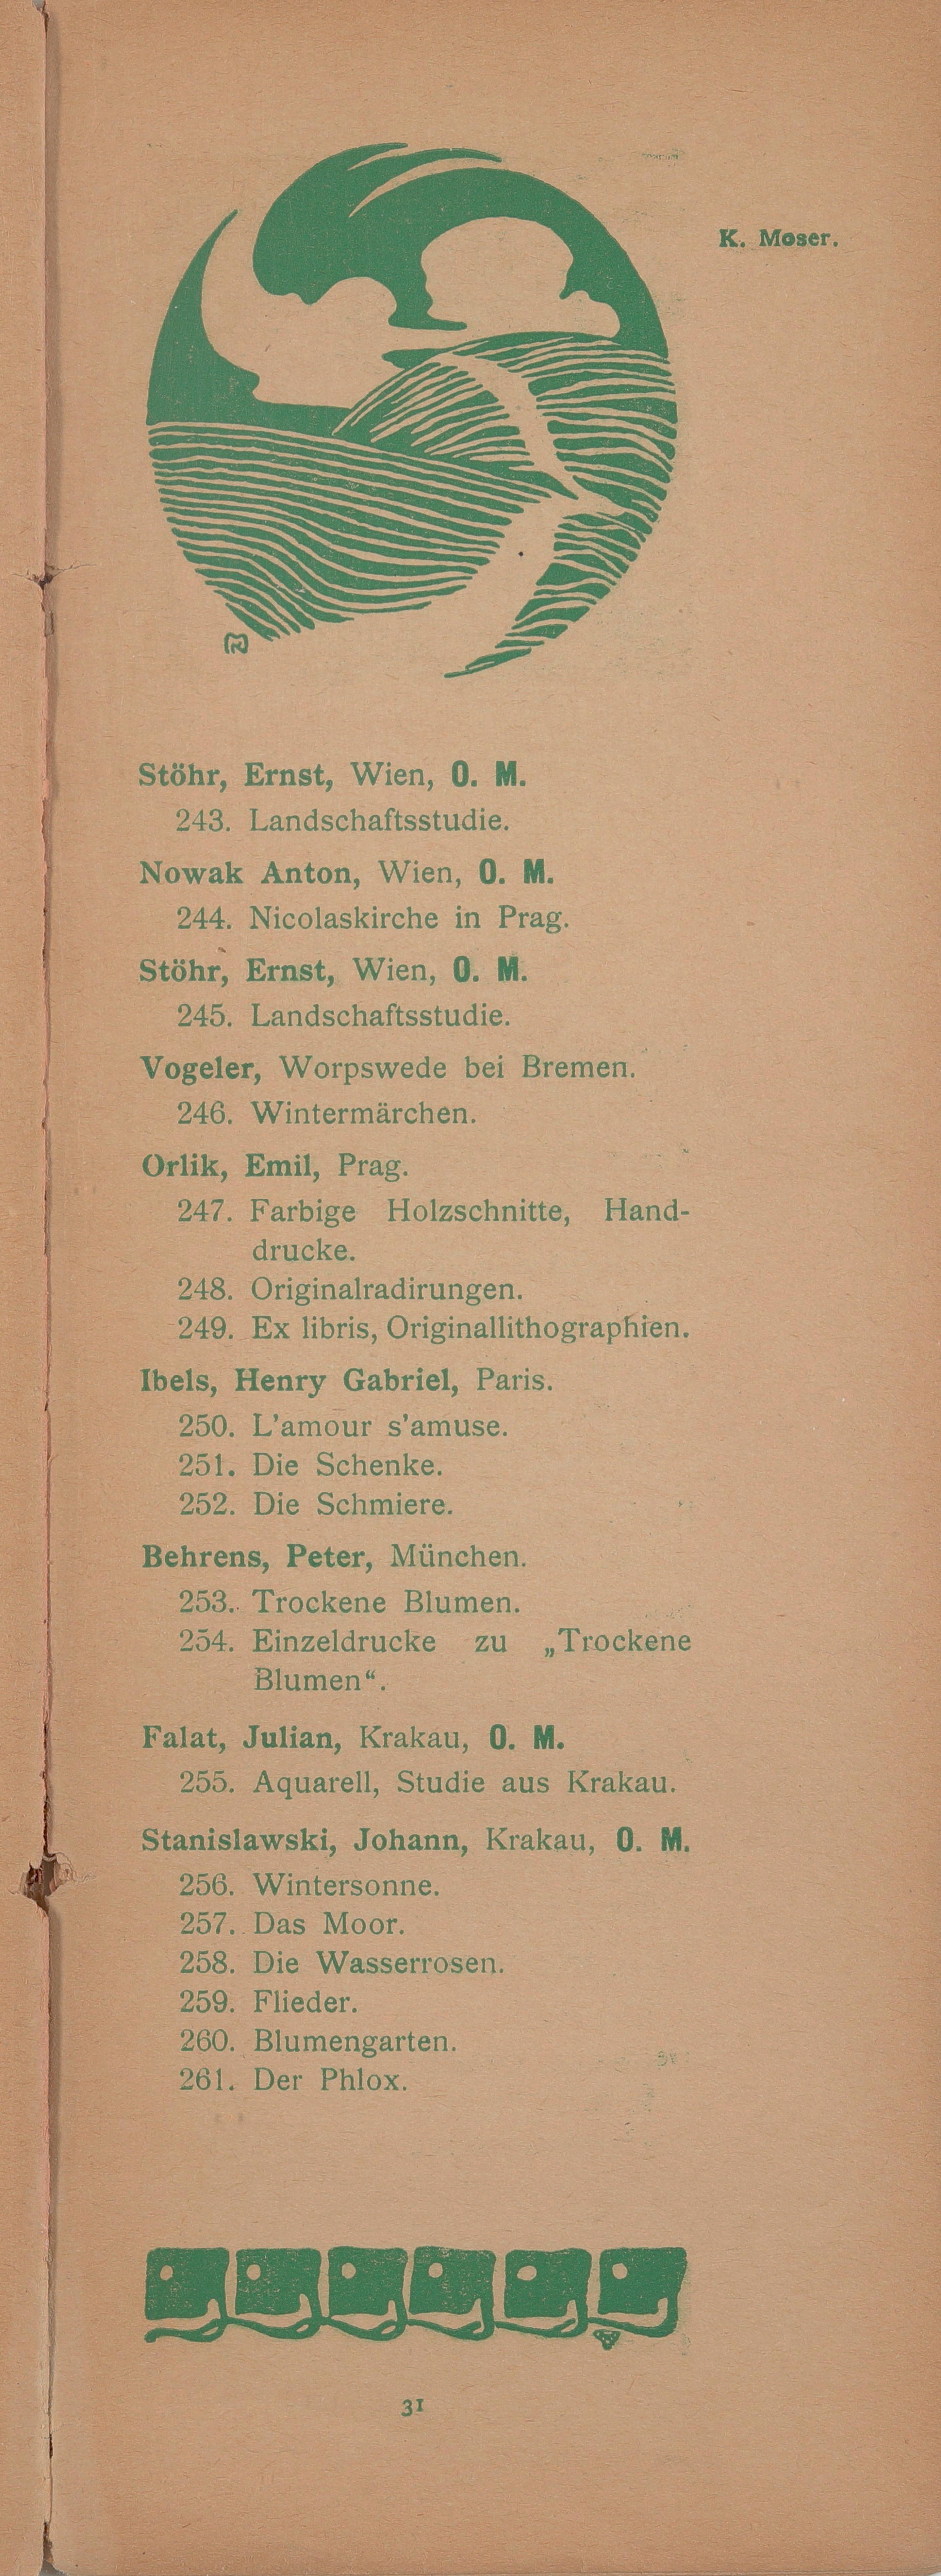 K. Moser.
Stöhr, Ernst, Wien, O. M.
243. Landschaftsstudie.
Nowak Anton, Wien, O. M.
244. Nicolaskirche in Prag.
Stöhr, Ernst, Wien, O. M.
245. Landschaftsstudie.
Vogeler, Worpswede bei Bremen.
246. Wintermärchen.
Orlik, Emil, Prag.
247. Farbige Holzschnitte, Hand-
drucke.
248. Originalradirungen.
249. Ex libris, Originallithographien.
Ibels, Henry Gabriel, Paris.
250. L'amour s'amuse.
251. Die Schenke.
252. Die Schmiere.
Behrens, Peter, München.
253. Trockene Blumen.
254. Einzeldrucke zu „Trockene
Blumen“.
Falat, Julian, Krakau, O. M.
255. Aquarell, Studie aus Krakau.
Stanislawski, Johann, Krakau, O. M.
256. Wintersonne.
257. Das Moor.
258. Die Wasserrosen.
259. Flieder.
260. Blumengarten.
261. Der Phlox.
31